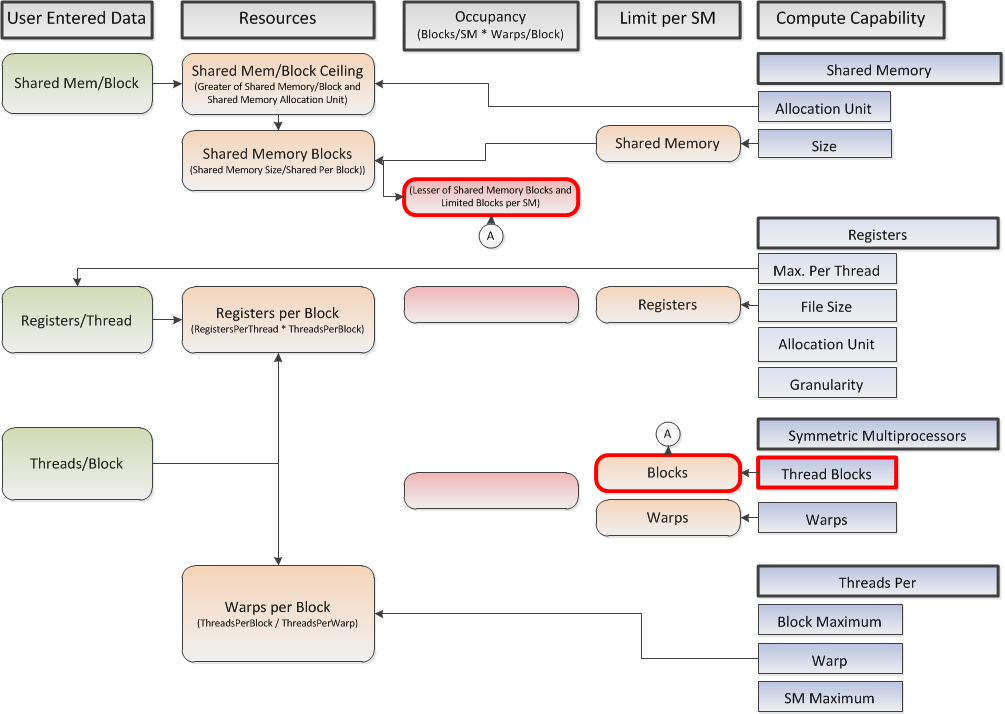 User Entered Data
Resources
Occupancy
(Blocks/SM * Warps/Block)
Limit per SM
Compute Capability
Shared Mem/Block
Shared Mem/Block Ceiling
(Greater of Shared Memory/Block and
Shared Memory Allocation Unit)
Shared Memory
Allocation Unit
Shared Memory Blocks
(Shared Memory Size/Shared Per Block))
Shared Memory
Size
(Lesser of Shared Memory Blocks and
Limited Blocks per SM)
A
Registers
Max. Per Thread
Registers/Thread
Registers per Block
(RegistersPerThread * ThreadsPerBlock)
Registers
File Size
Allocation Unit
Granularity
Threads/Block
A
Symmetric Multiprocessors
Blocks
Thread Blocks
Warps
Warps
Threads Per
Warps per Block
(ThreadsPerBlock / ThreadsPerWarp)
Block Maximum
Warp
SM Maximum